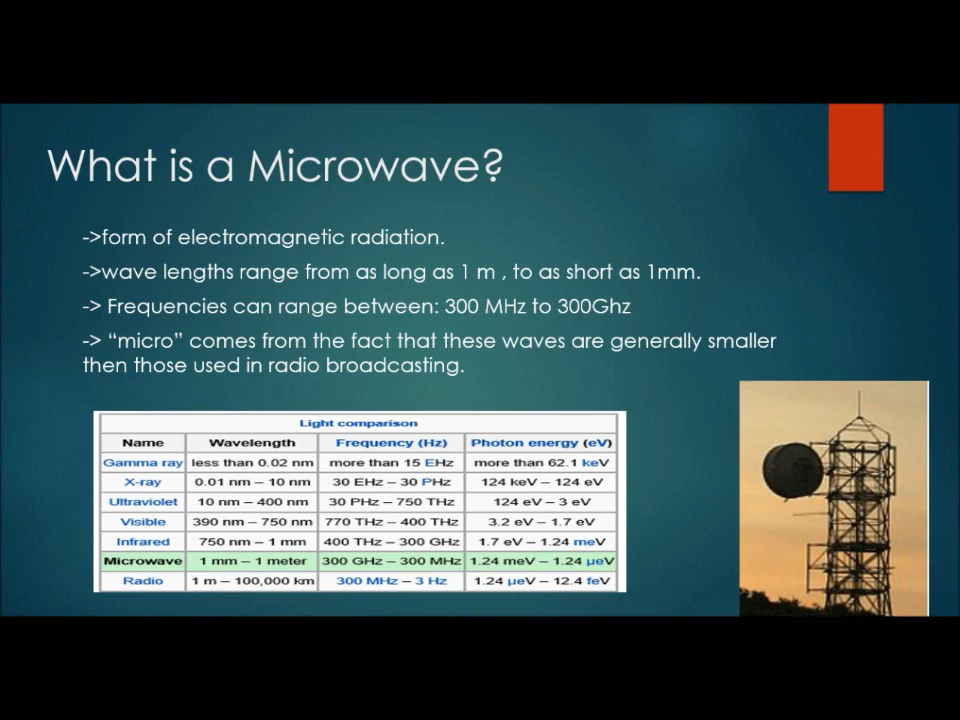 What is a Microwave?
->form of electromagnetic radiation.
->wave lengths range from as long as 1 m , to as short as 1mm.
-> Frequencies can range between: 300 MHz to 300Ghz
-> “micro” comes from the fact that these waves are generally smaller
then those used in radio broadcasting.
Light comparison
Name Wavelength Frequency (Hz) Photon energy (eV)
Gamma ray less than 0.02 nm more than 15 EHz more than 62.1 keV
X-ray 0.01 nm – 10 nm 30 EHz – 30 PHz 124 keV – 124 eV
Ultraviolet 10 nm – 400 nm 30 PHz – 750 THz 124 eV – 3 eV
Visible 390 nm – 750 nm 770 THz – 400 THz 3.2 eV – 1.7 eV
Infrared 750 nm – 1 mm 400 THz – 300 GHz 1.7 eV – 1.24 meV
Microwave 1 mm – 1 meter 300 GHz – 300 MHz 1.24 meV – 1.24 µeV
Radio 1 m – 100,000 km 300 MHz – 3 Hz 1.24 µeV – 12.4 feV